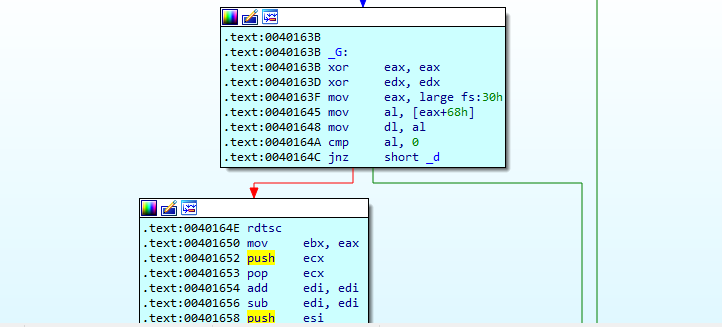 .text:0040163B
.text:0040163B _G:
.text:0040163B xor eax, eax
.text:0040163D xor edx, edx
.text:0040163F mov eax, large fs:30h
.text:00401645 mov al, [eax+68h]
.text:00401648 mov dl, al
.text:0040164A cmp al, 0
.text:0040164C jnz short _d
.text:0040164E rdtsc
.text:00401650 mov ebx, eax
.text:00401652 push ecx
.text:00401653 pop ecx
.text:00401654 add edi, edi
.text:00401656 sub edi, edi
.text:00401658 push esi